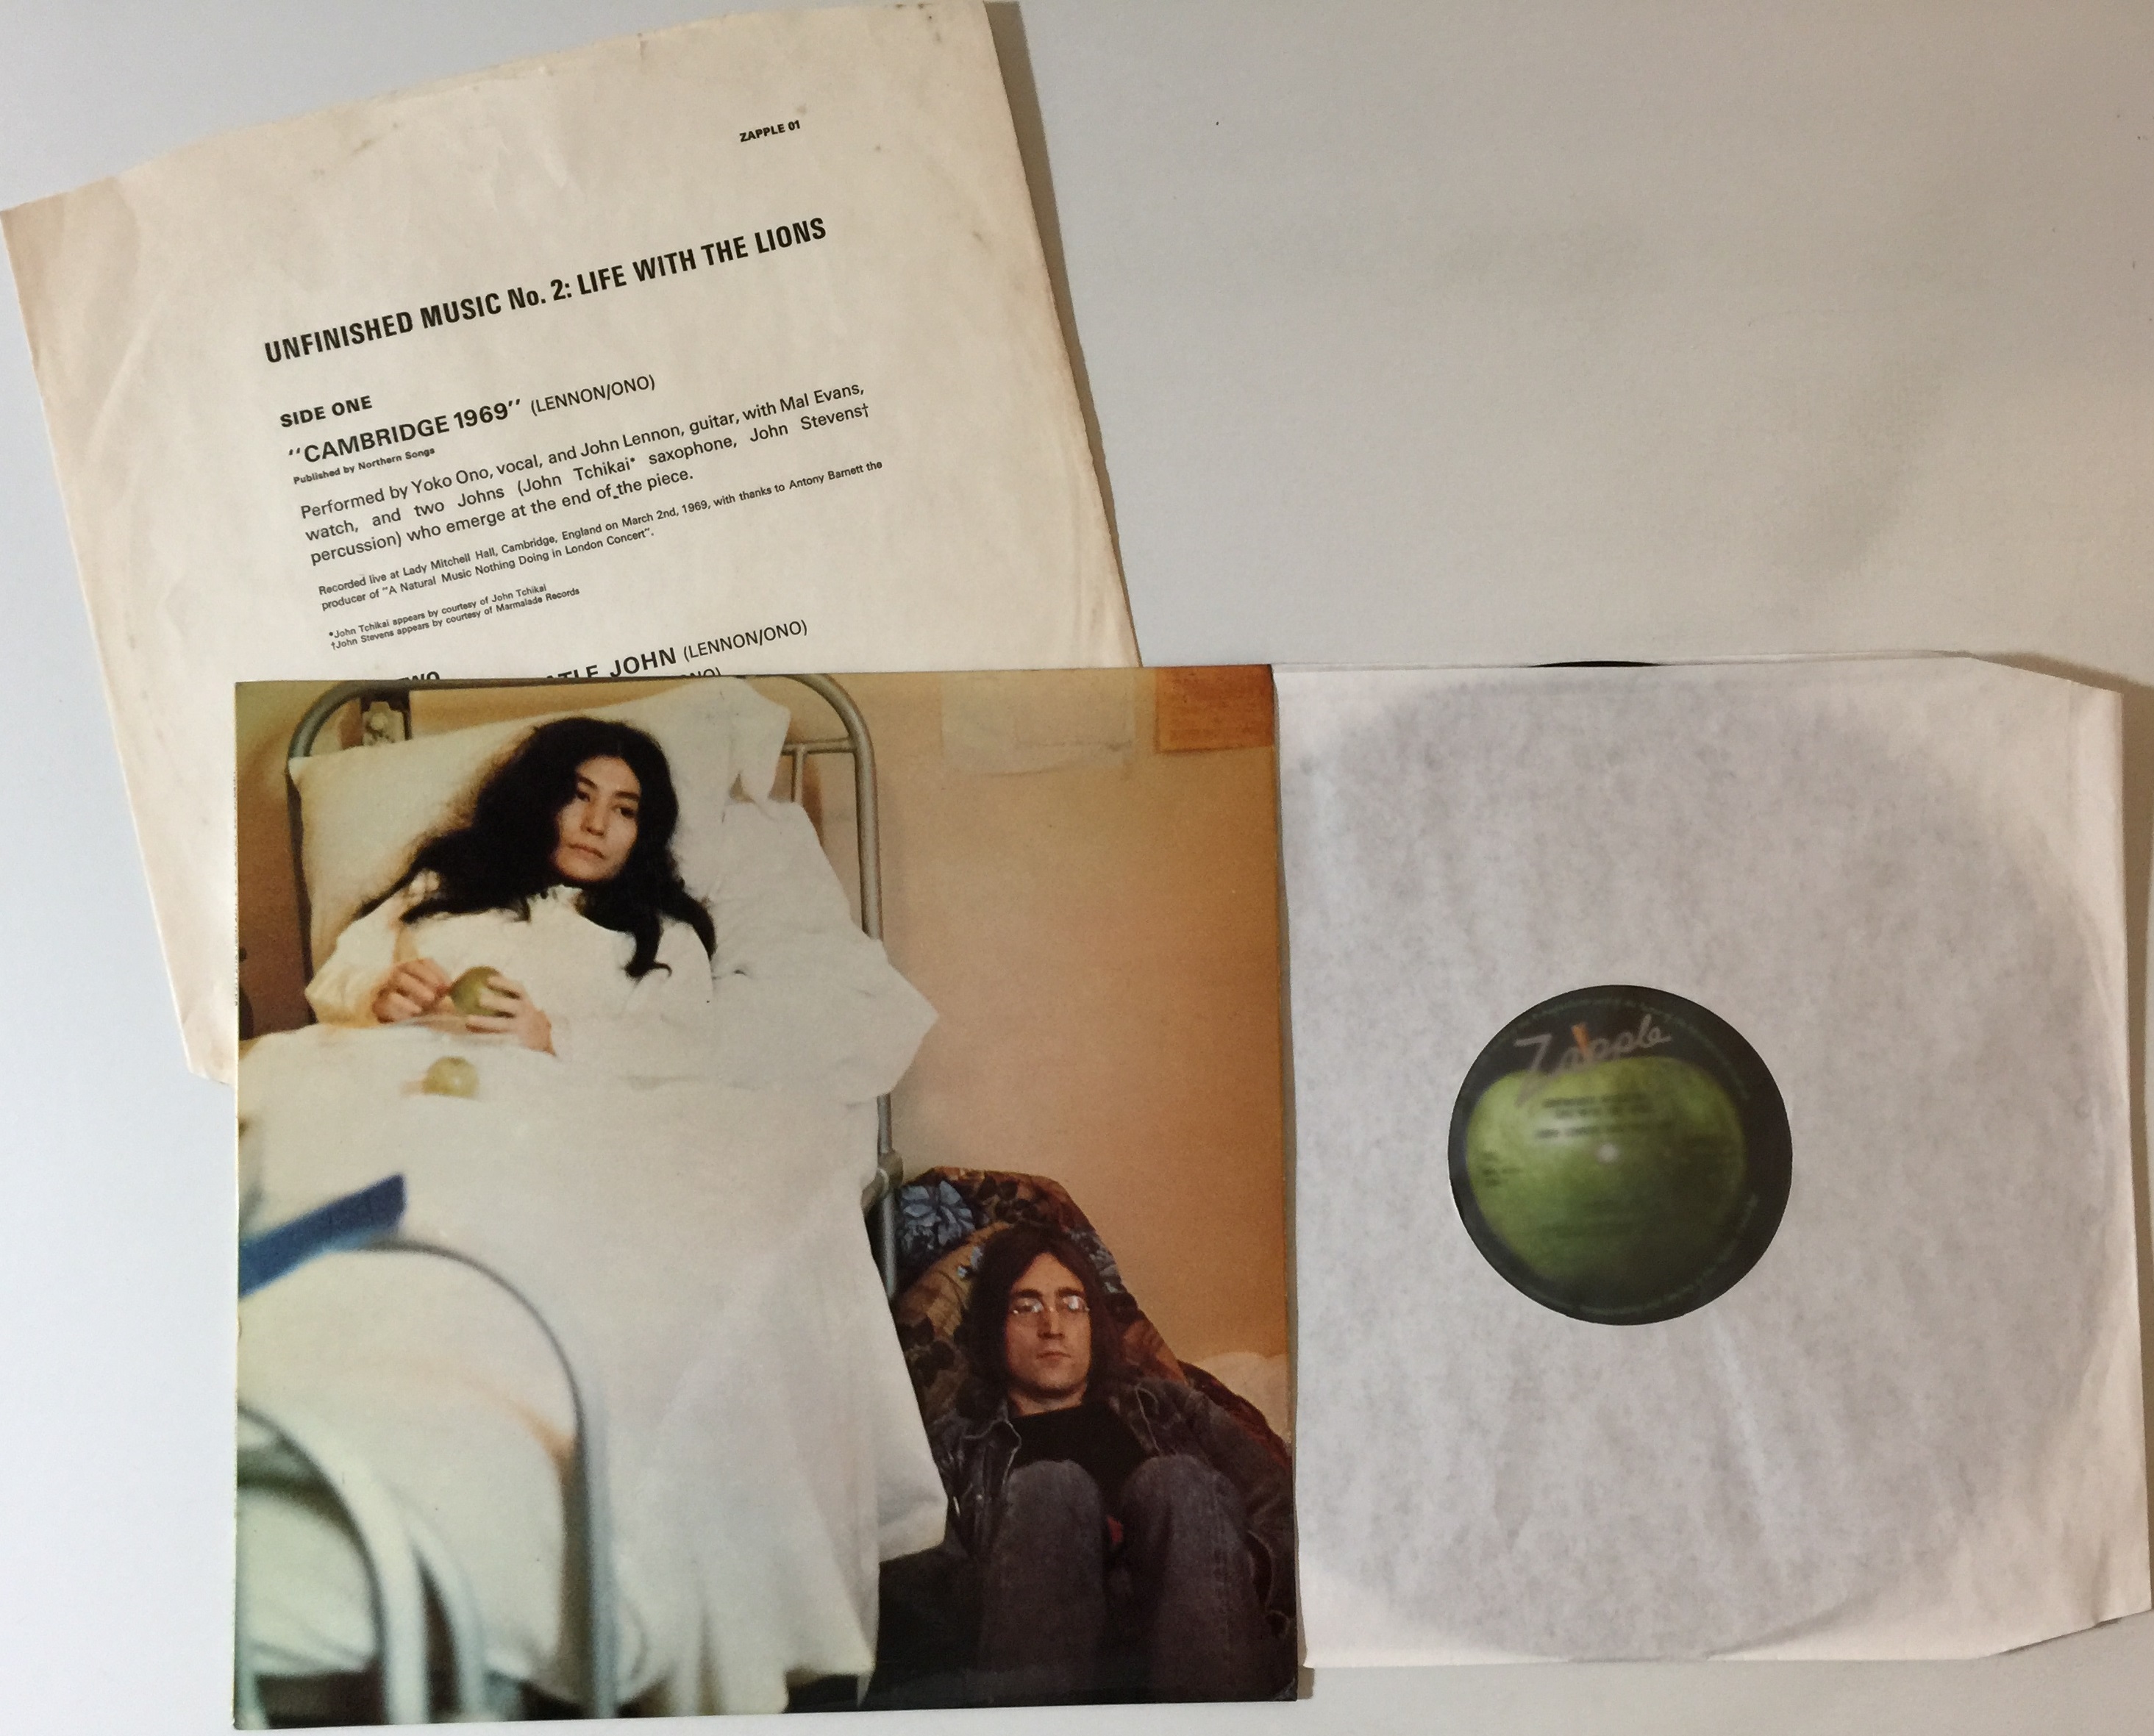 ZAPPLE 01
UNFINISHED MUSIC No. 2: LIFE WITH THE LIONS
SIDE ONE
"CAMBRIDGE 1969" (LENNON/ONO)
Published by Northern Songs
Performed by Yoko Ono, vocal, and John Lennon, guitar, with Mal Evans,
watch, and two Johns (John Tchikai* saxophone, John Stevens†
percussion) who emerge at the end of the piece.
Recorded live at Lady Mitchell Hall, Cambridge, England on March 2nd, 1969, with thanks to Antony Barnett the
producer of "A Natural Music Nothing Doing in London Concert".
*John Tchikai appears by courtesy of John Tchikai
†John Stevens appears by courtesy of Marmalade Records
JOHN (LENNON/ONO)
Zapple